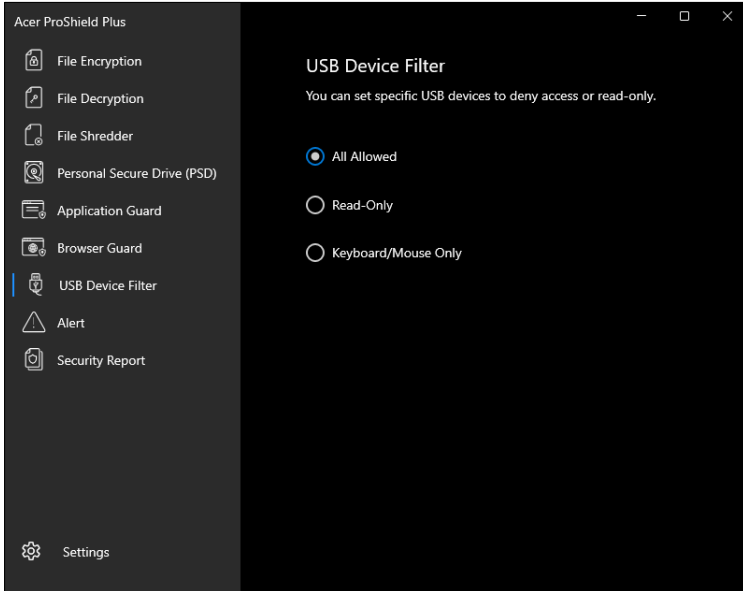 Acer ProShield Plus
File Encryption
File Decryption
File Shredder
Personal Secure Drive (PSD)
Application Guard
Browser Guard
USB Device Filter
Alert
Security Report
Settings
USB Device Filter
You can set specific USB devices to deny access or read-only.
All Allowed
Read-Only
Keyboard/Mouse Only